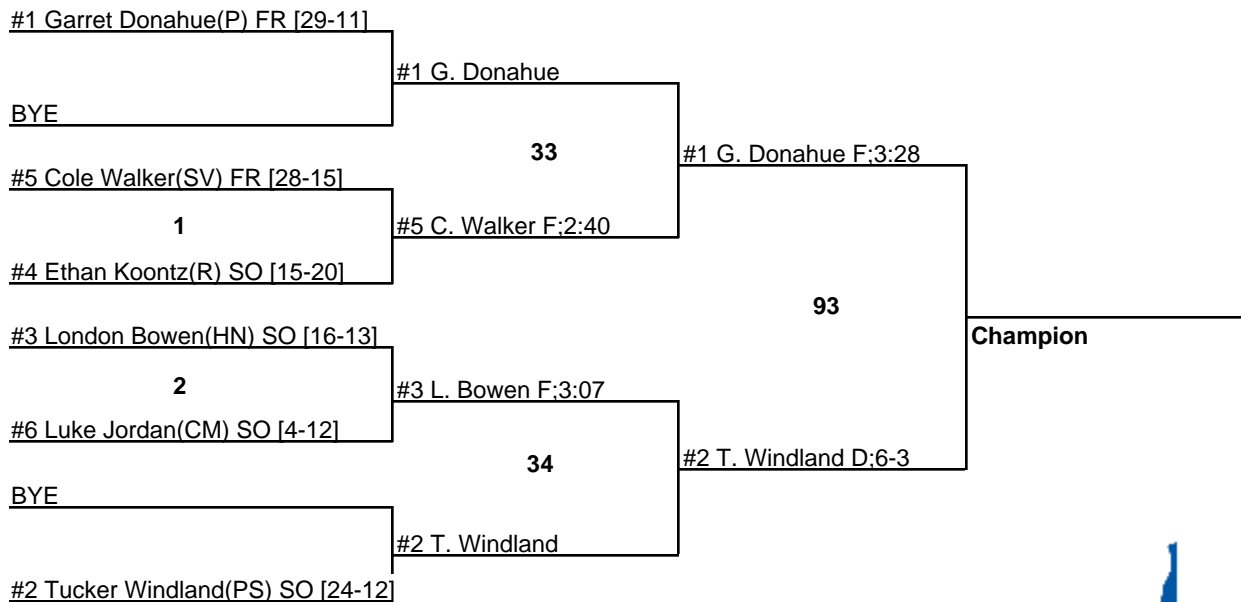 #1 Garret Donahue(P) FR [29-11]
#1 G. Donahue
BYE
33
#1 G. Donahue F;3:28
#5 Cole Walker(SV) FR [28-15]
1
#5 C. Walker F;2:40
#4 Ethan Koontz(R) SO [15-20]
93
#3 London Bowen(HN) SO [16-13]
Champion
2
#3 L. Bowen F;3:07
#6 Luke Jordan(CM) SO [4-12]
34
#2 T. Windland D;6-3
BYE
#2 T. Windland
#2 Tucker Windland(PS) SO [24-12]